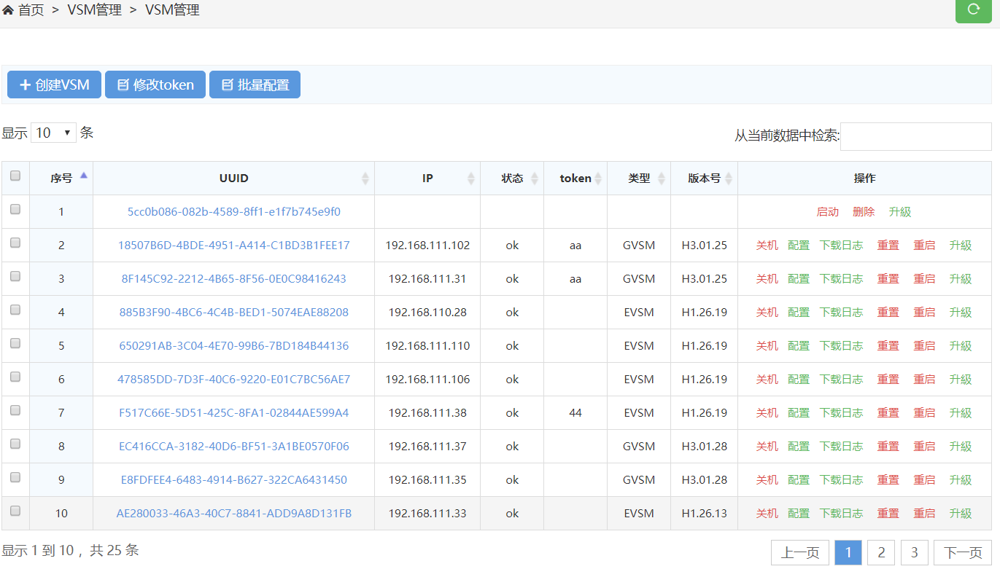 首页 > VSM管理 > VSM管理
创建VSM 修改token 批量配置
显示 10 条 从当前数据中检索:
序号 UUID IP 状态 token 类型 版本号 操作
1 5cc0b086-082b-4589-8ff1-e1f7b745e9f0 启动 删除 升級
2 18507B6D-4BDE-4951-A414-C1BD3B1FEE17 192.168.111.102 ok aa GVSM H3.01.25 关机 配置 下载日志 重置 重启 升級
3 8F145C92-2212-4B65-8F56-0E0C98416243 192.168.111.31 ok aa GVSM H3.01.25 关机 配置 下载日志 重置 重启 升級
4 885B3F90-4BC6-4C4B-BED1-5074EAE88208 192.168.110.28 ok EVSM H1.26.19 关机 配置 下载日志 重置 重启 升級
5 650291AB-3C04-4E70-99B6-7BD184B44136 192.168.111.110 ok EVSM H1.26.19 关机 配置 下载日志 重置 重启 升級
6 478585DD-7D3F-40C6-9220-E01C7BC56AE7 192.168.111.106 ok EVSM H1.26.19 关机 配置 下载日志 重置 重启 升級
7 F517C66E-5D51-425C-8FA1-02844AE599A4 192.168.111.38 ok 44 EVSM H1.26.19 关机 配置 下载日志 重置 重启 升級
8 EC416CCA-3182-40D6-BF51-3A1BE0570F06 192.168.111.37 ok GVSM H3.01.28 关机 配置 下载日志 重置 重启 升級
9 E8FDFEE4-6483-4914-B627-322CA6431450 192.168.111.35 ok GVSM H3.01.28 关机 配置 下载日志 重置 重启 升級
10 AE280033-46A3-40C7-8841-ADD9A8D131FB 192.168.111.33 ok EVSM H1.26.13 关机 配置 下载日志 重置 重启 升級
显示 1 到 10 ，共 25 条 上一页 1 2 3 下一页